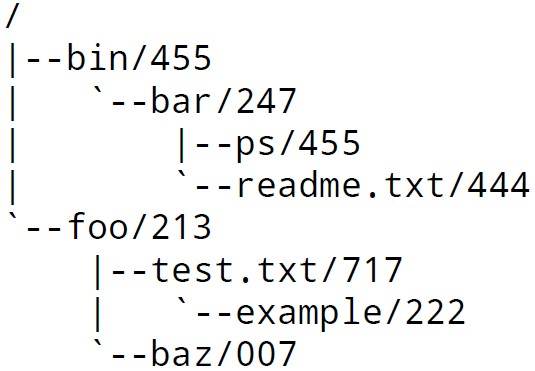 /
|--bin/455
|   `--bar/247
|       |--ps/455
|       `--readme.txt/444
`--foo/213
    |--test.txt/717
    |   `--example/222
    `--baz/007